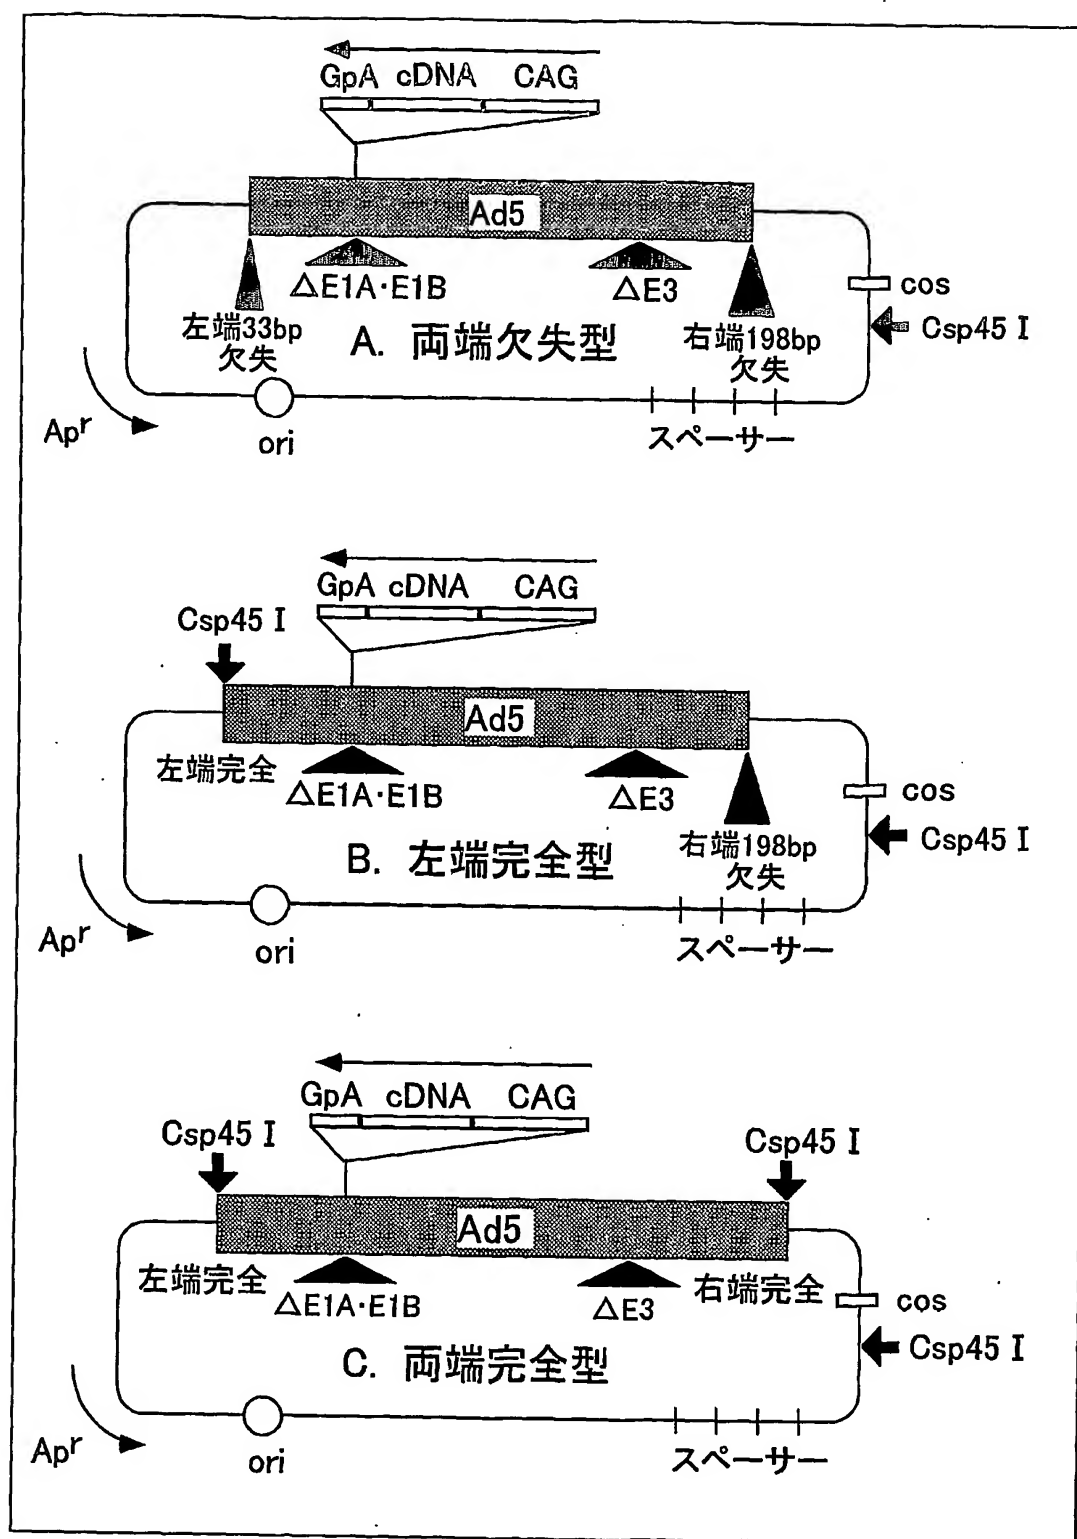 GpA cDNA CAG
Ad5
△E1A・E1B
△E3
cos
Csp45 I
左端33bp
欠失
A. 両端欠失型
右端198bp
欠失
Apr
ori
スペーサー
GpA cDNA CAG
Csp45 I
Ad5
左端完全
△E1A・E1B
△E3
cos
Csp45 I
B. 左端完全型
右端198bp
欠失
Apr
ori
スペーサー
GpA cDNA CAG
Csp45 I
Csp45 I
Ad5
左端完全
△E1A・E1B
△E3
右端完全
cos
Csp45 I
C. 両端完全型
Apr
ori
スペーサー